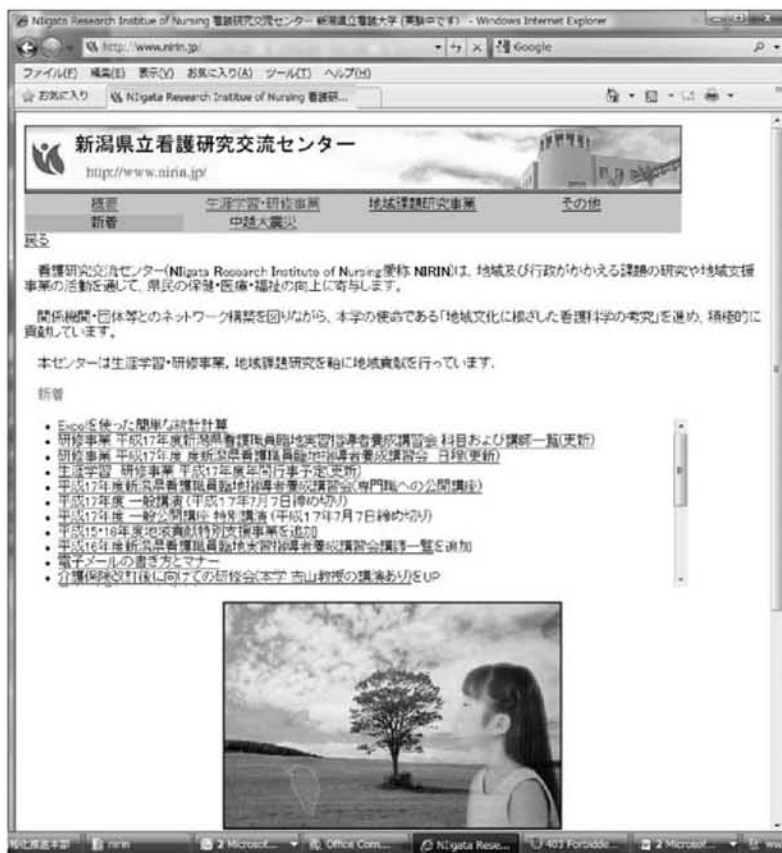 NIigata Research Institue of Nursing 看護研究交流センター 新潟県立看護大学 (実験中です) - Windows Internet Explorer
http://www.nirin.jp/
Google
ファイル(F) 編集(E) 表示(V) お気に入り(A) ツール(T) ヘルプ(H)
お気に入り NIigata Research Institue of Nursing 看護研...
新潟県立看護研究交流センター
http://www.nirin.jp/
概要 生涯学習・研修事業 地域課題研究事業 その他
新着 中越大震災
戻る
看護研究交流センター(NIigata Research Institute of Nursing愛称 NIRIN)は、地域及び行政がかかえる課題の研究や地域支援
事業の活動を通じて、県民の保健・医療・福祉の向上に寄与します。
関係機関・団体等とのネットワーク構築を図りながら、本学の使命である「地域文化に根ざした看護科学の考究」を進め、積極的に
貢献しています。
本センターは生涯学習・研修事業, 地域課題研究を軸に地域貢献を行っています.
新着
Excelを使った簡単な統計計算
研修事業 平成17年度新潟県看護職員臨地実習指導者養成講習会 科目および講師一覧(更新)
研修事業 平成17年度 度新潟県看護職員臨地指導者養成講習会 日程(更新)
生涯学習 研修事業 平成17年度年間行事予定(更新)
平成17年度新潟県看護職員臨地指導者養成講習会(専門職への公開講座)
平成17年度 一般講演 (平成17年7月7日締め切り)
平成17年度 一般公開講座 特別講演 (平成17年7月7日締め切り)
平成15・16年度地域貢献特別支援事業を追加
平成16年度新潟県看護職員臨地実習指導者養成講習会講師一覧を追加
電子メールの書き方とマナー
介護保険改訂後に向けての研修会(本学 吉山教授の講演あり)をUP
報化推進本部 nirin 2 Microsof... Office Com... NIigata Rese... 403 Forbidde... 2 Microsof...